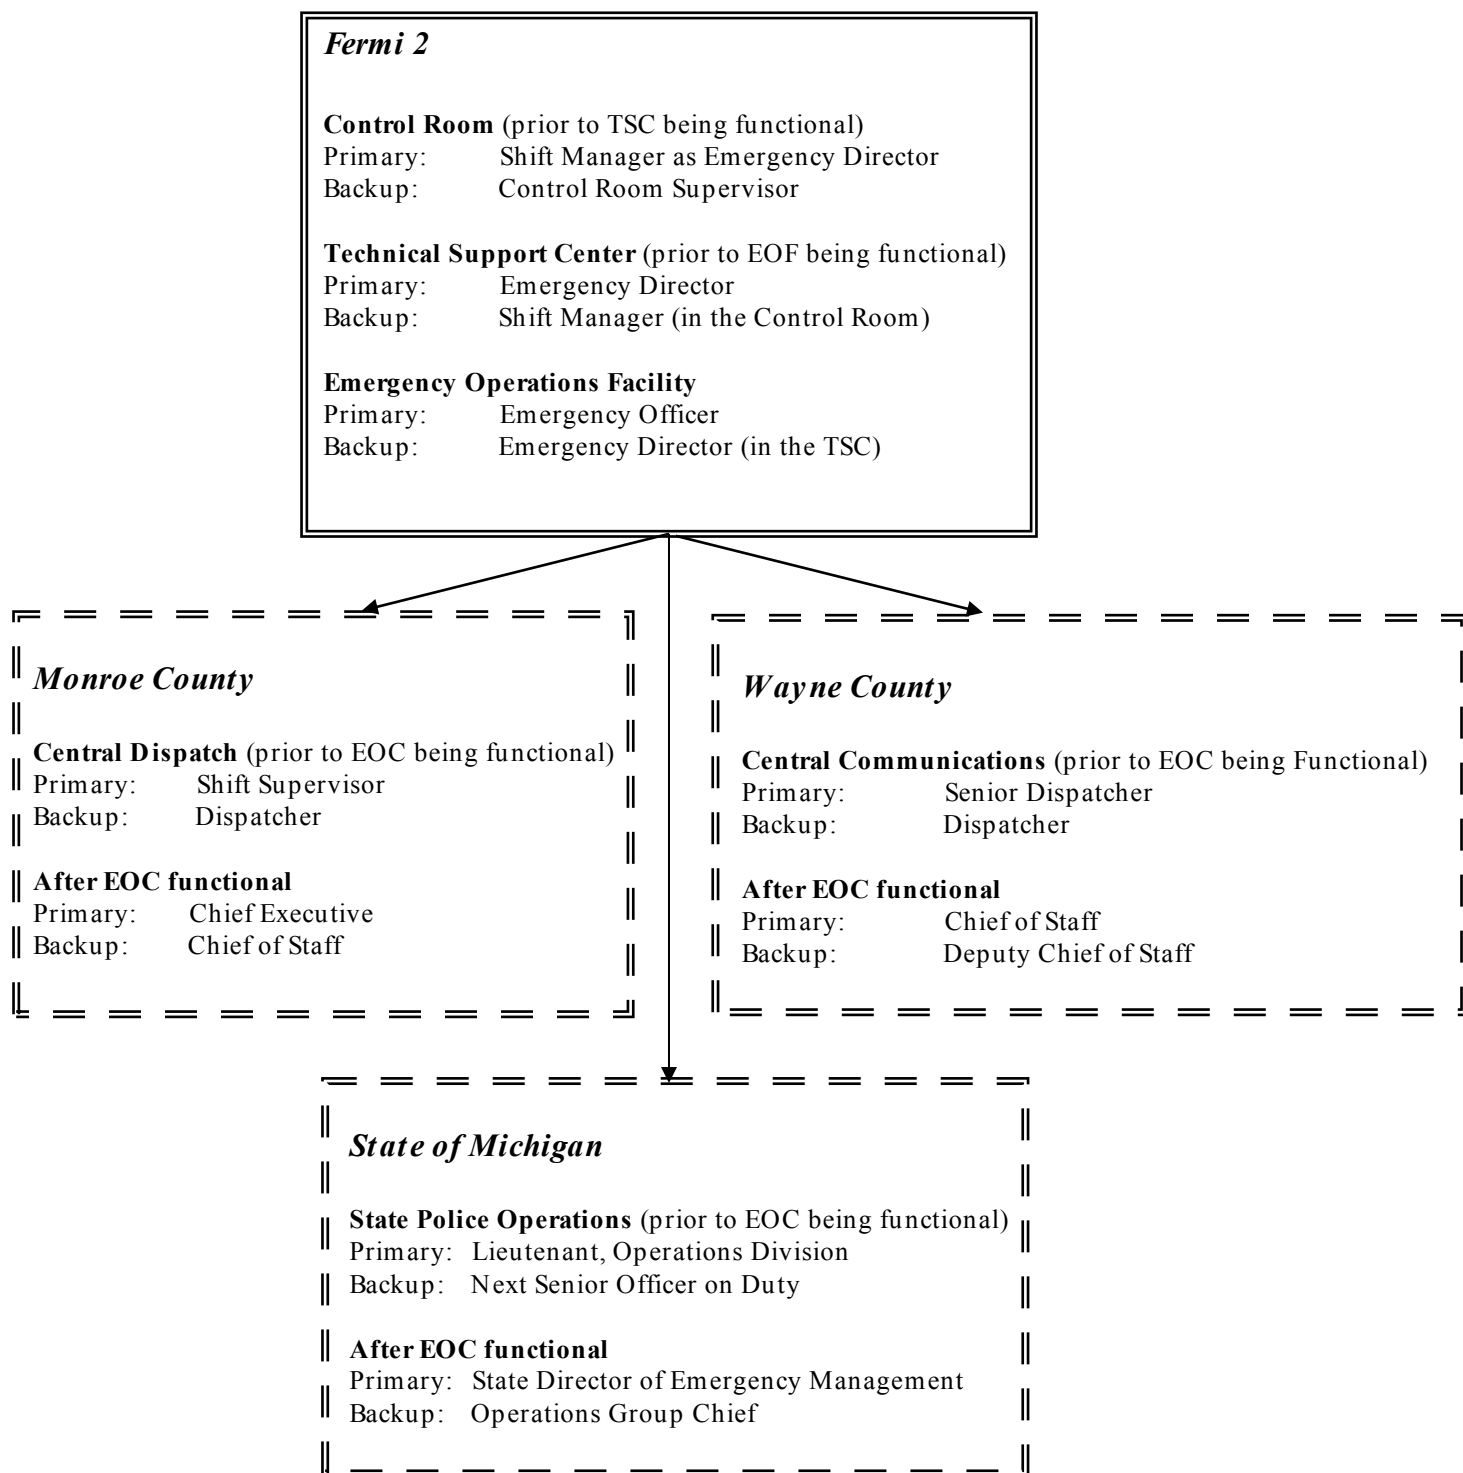 Fermi 2
Control Room (prior to TSC being functional)
Primary: Shift Manager as Emergency Director
Backup: Control Room Supervisor
Technical Support Center (prior to EOF being functional)
Primary: Emergency Director
Backup: Shift Manager (in the Control Room)
Emergency Operations Facility
Primary: Emergency Officer
Backup: Emergency Director (in the TSC)
Monroe County
Central Dispatch (prior to EOC being functional)
Primary: Shift Supervisor
Backup: Dispatcher
After EOC functional
Primary: Chief Executive
Backup: Chief of Staff
Wayne County
Central Communications (prior to EOC being Functional)
Primary: Senior Dispatcher
Backup: Dispatcher
After EOC functional
Primary: Chief of Staff
Backup: Deputy Chief of Staff
State of Michigan
State Police Operations (prior to EOC being functional)
Primary: Lieutenant, Operations Division
Backup: Next Senior Officer on Duty
After EOC functional
Primary: State Director of Emergency Management
Backup: Operations Group Chief